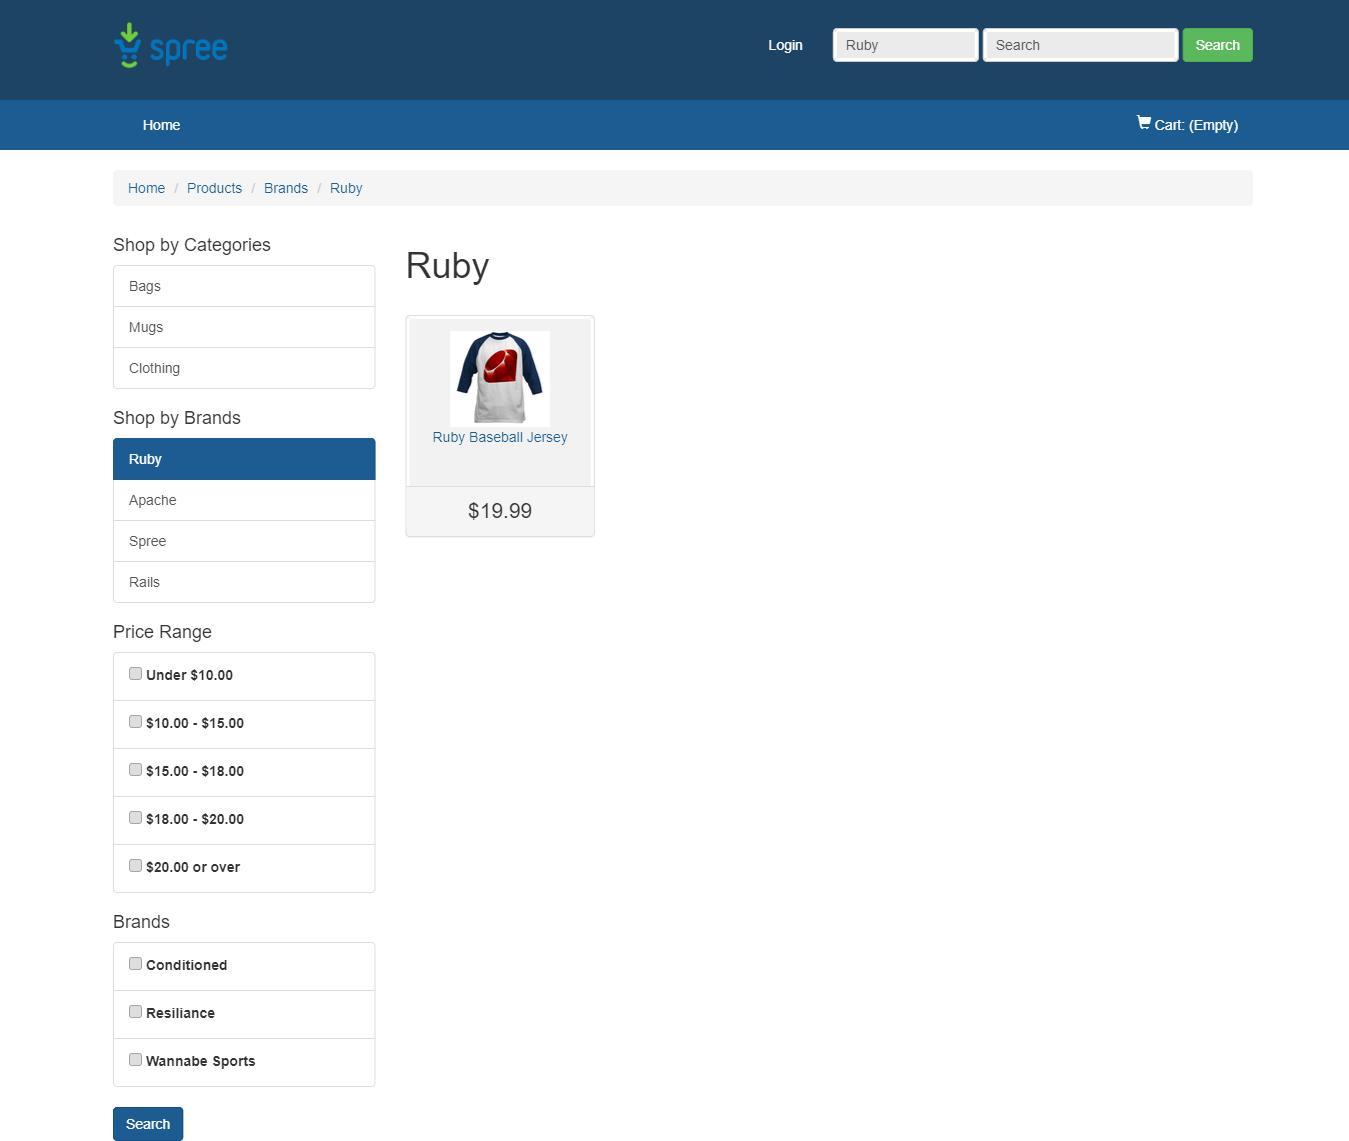 spree
Login
Ruby
Search
Search
Home
Cart: (Empty)
Home / Products / Brands / Ruby
Shop by Categories
Bags
Mugs
Clothing
Shop by Brands
Ruby
Apache
Spree
Rails
Price Range
Under $10.00
$10.00 - $15.00
$15.00 - $18.00
$18.00 - $20.00
$20.00 or over
Brands
Conditioned
Resiliance
Wannabe Sports
Search
Ruby
Ruby Baseball Jersey
$19.99